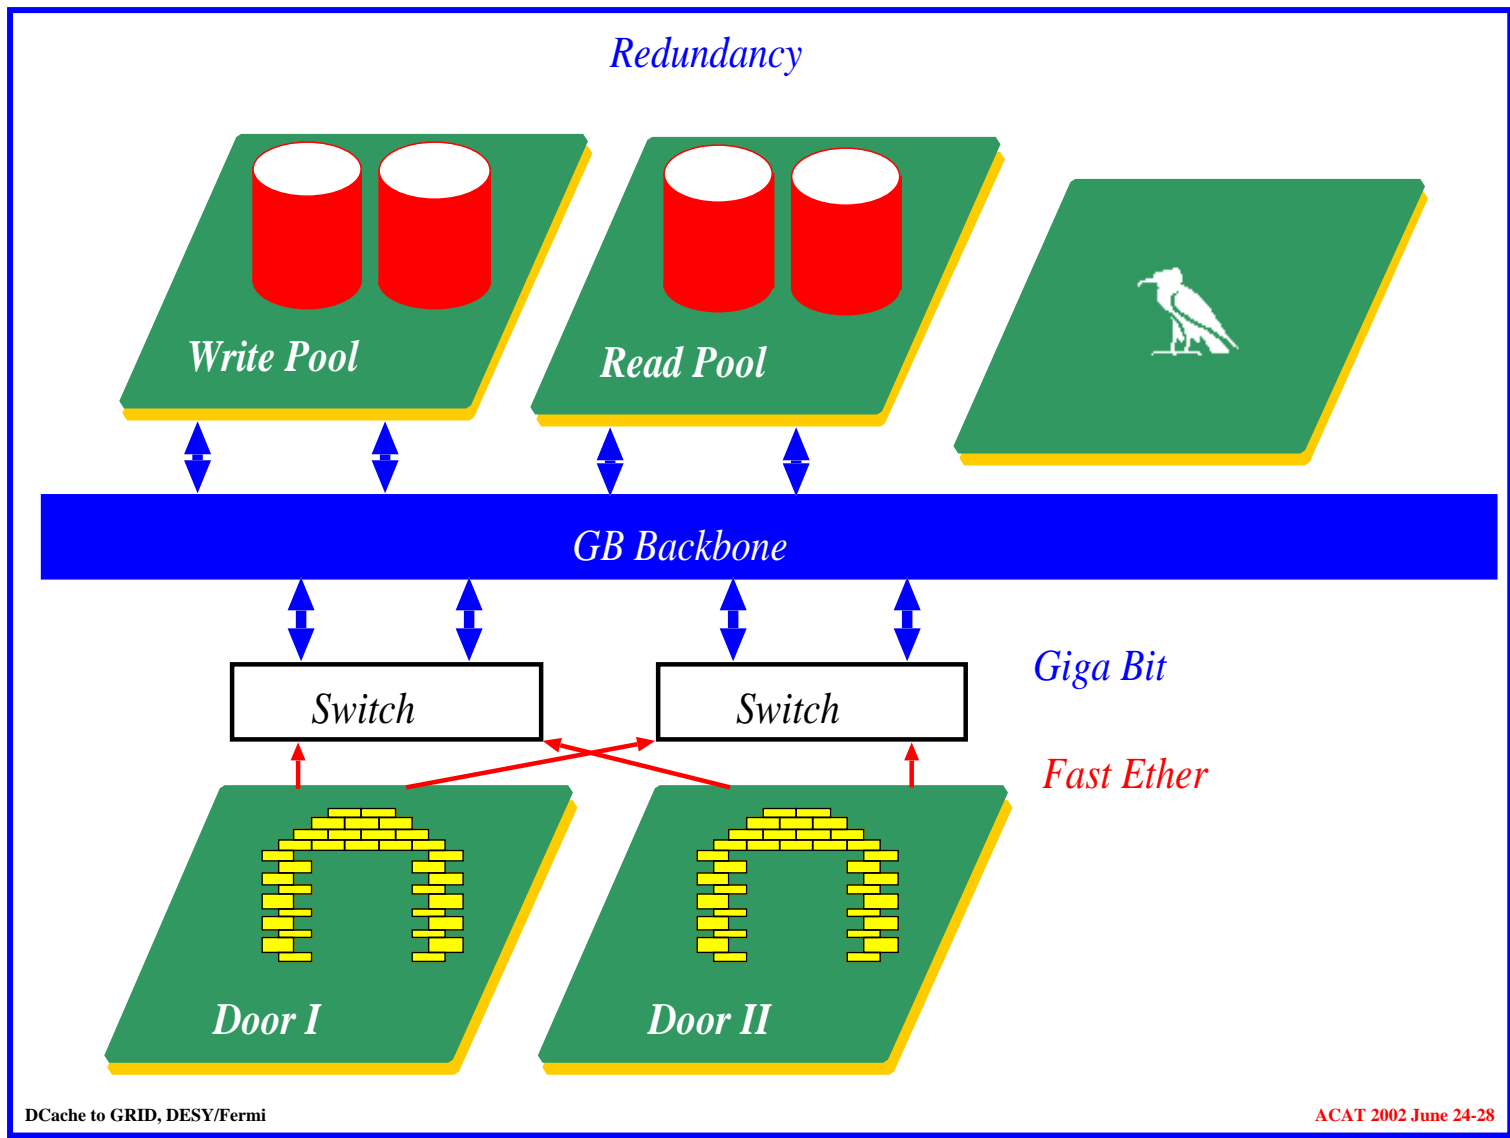 Redundancy
Write Pool
Read Pool
GB Backbone
Giga Bit
Switch
Switch
Fast Ether
Door I
Door II
DCache to GRID, DESY/Fermi
ACAT 2002 June 24-28